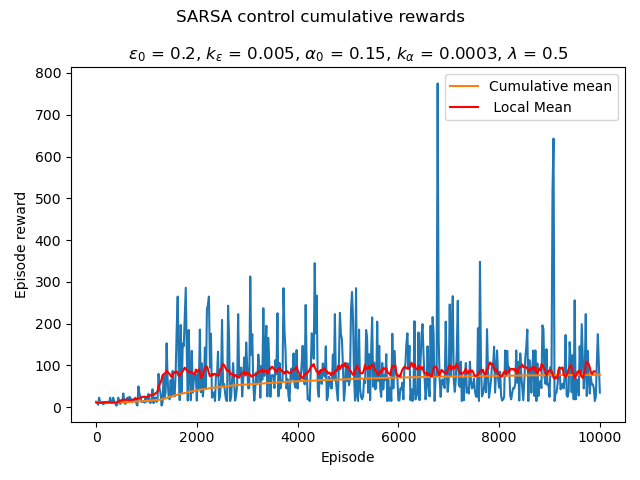 SARSA control cumulative rewards
ε₀ = 0.2, kε = 0.005, α₀ = 0.15, kα = 0.0003, λ = 0.5
800
700
600
500
400
300
200
100
0
Episode reward
Cumulative mean
Local Mean
0 2000 4000 6000 8000 10000
Episode